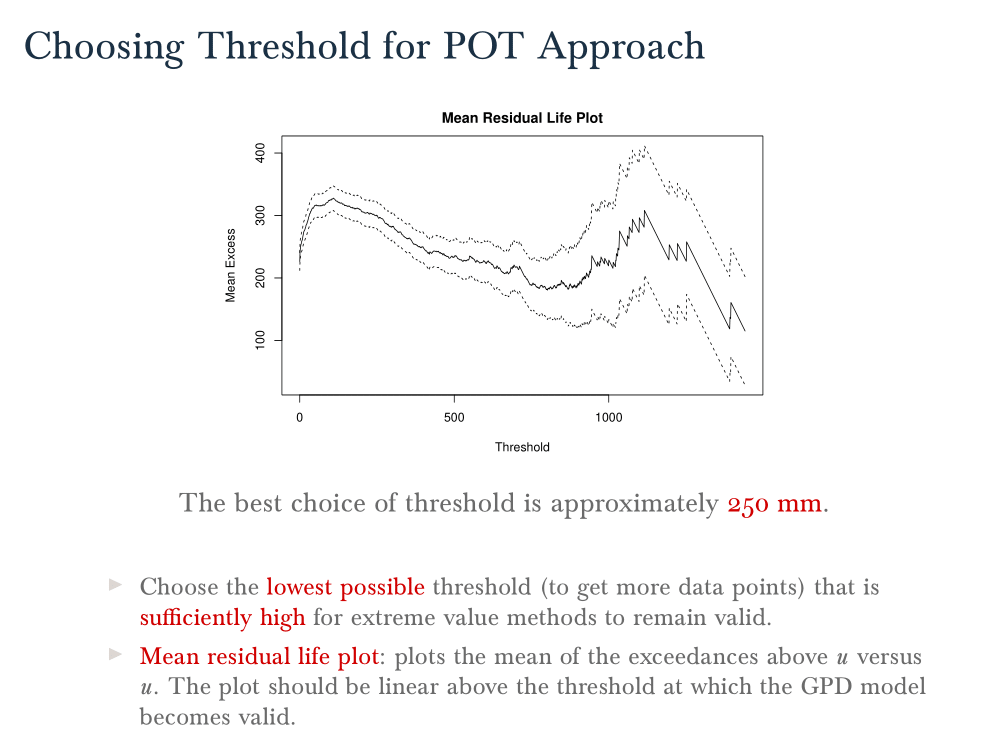 Choosing Threshold for POT Approach
Mean Residual Life Plot
400
300
200
100
Mean Excess
0 500 1000
Threshold
The best choice of threshold is approximately 250 mm.
Choose the lowest possible threshold (to get more data points) that is
sufficiently high for extreme value methods to remain valid.
Mean residual life plot: plots the mean of the exceedances above u versus
u. The plot should be linear above the threshold at which the GPD model
becomes valid.